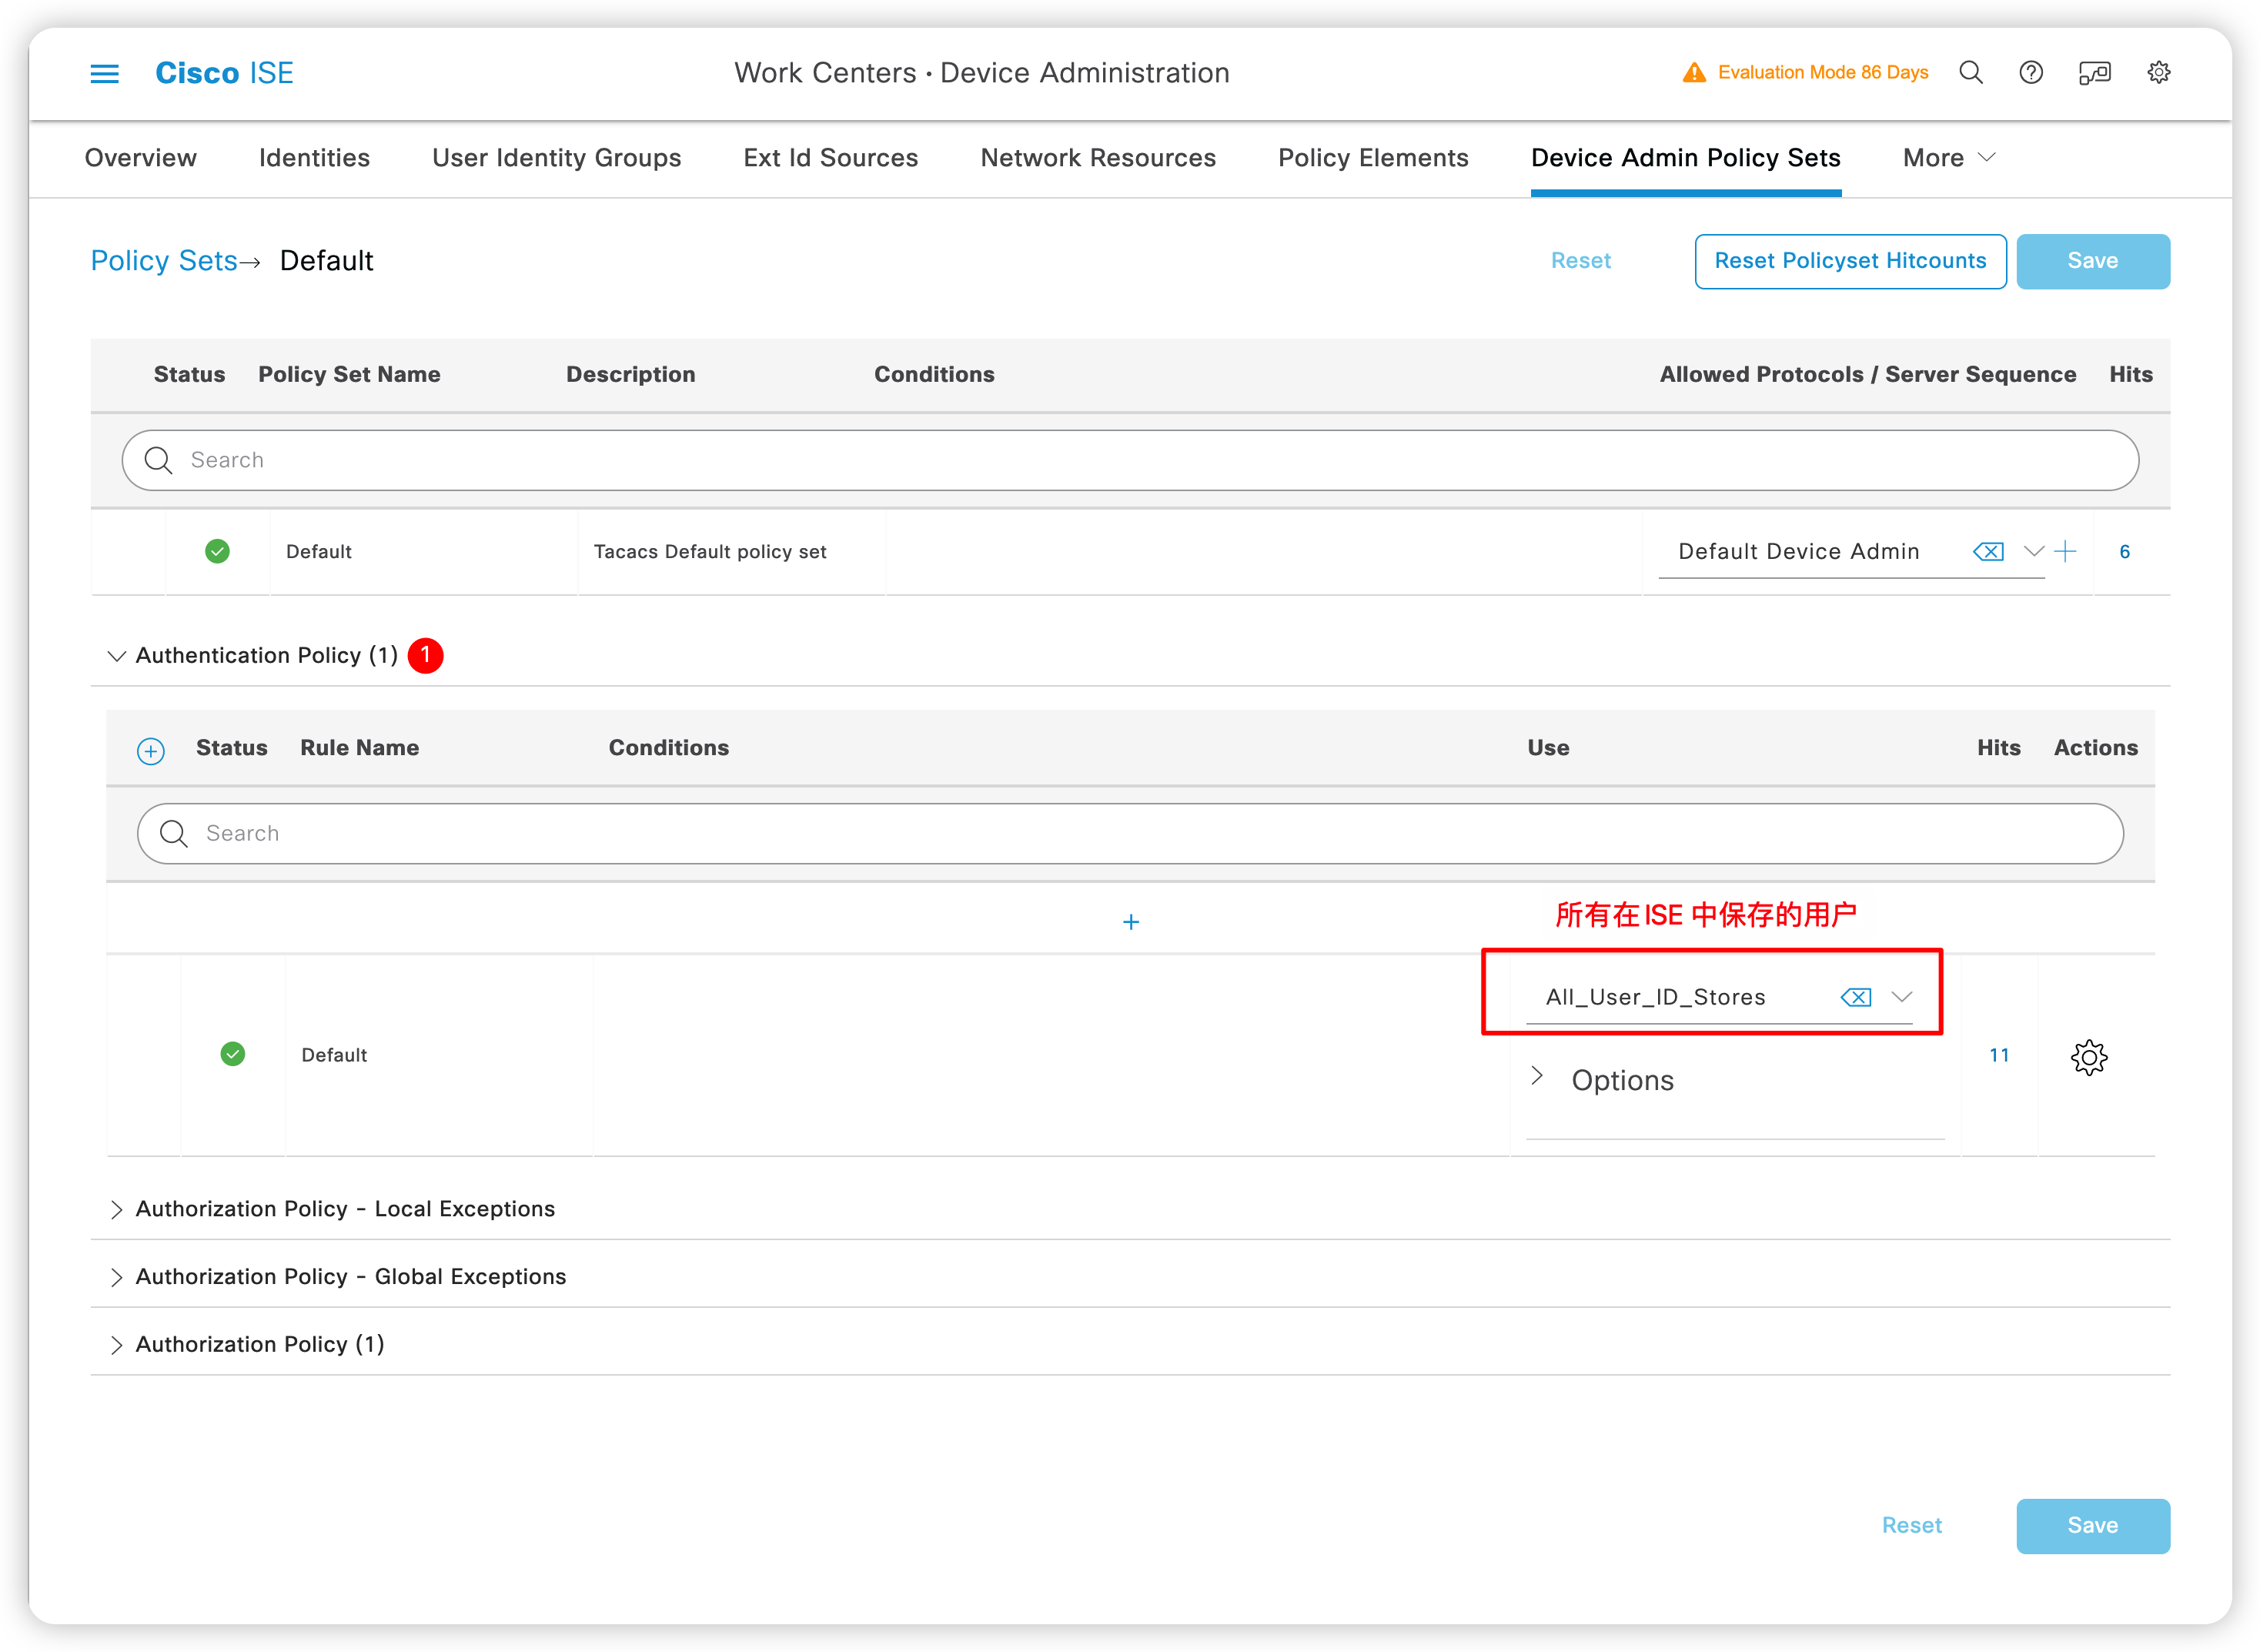 Cisco ISE
Work Centers · Device Administration
Evaluation Mode 86 Days
Overview
Identities
User Identity Groups
Ext Id Sources
Network Resources
Policy Elements
Device Admin Policy Sets
More
Policy Sets→ Default
Reset
Reset Policyset Hitcounts
Save
Status
Policy Set Name
Description
Conditions
Allowed Protocols / Server Sequence
Hits
Search
Default
Tacacs Default policy set
Default Device Admin
6
Authentication Policy (1)
1
Status
Rule Name
Conditions
Use
Hits
Actions
Search
所有在 ISE 中保存的用户
All_User_ID_Stores
Default
11
Options
Authorization Policy - Local Exceptions
Authorization Policy - Global Exceptions
Authorization Policy (1)
Reset
Save